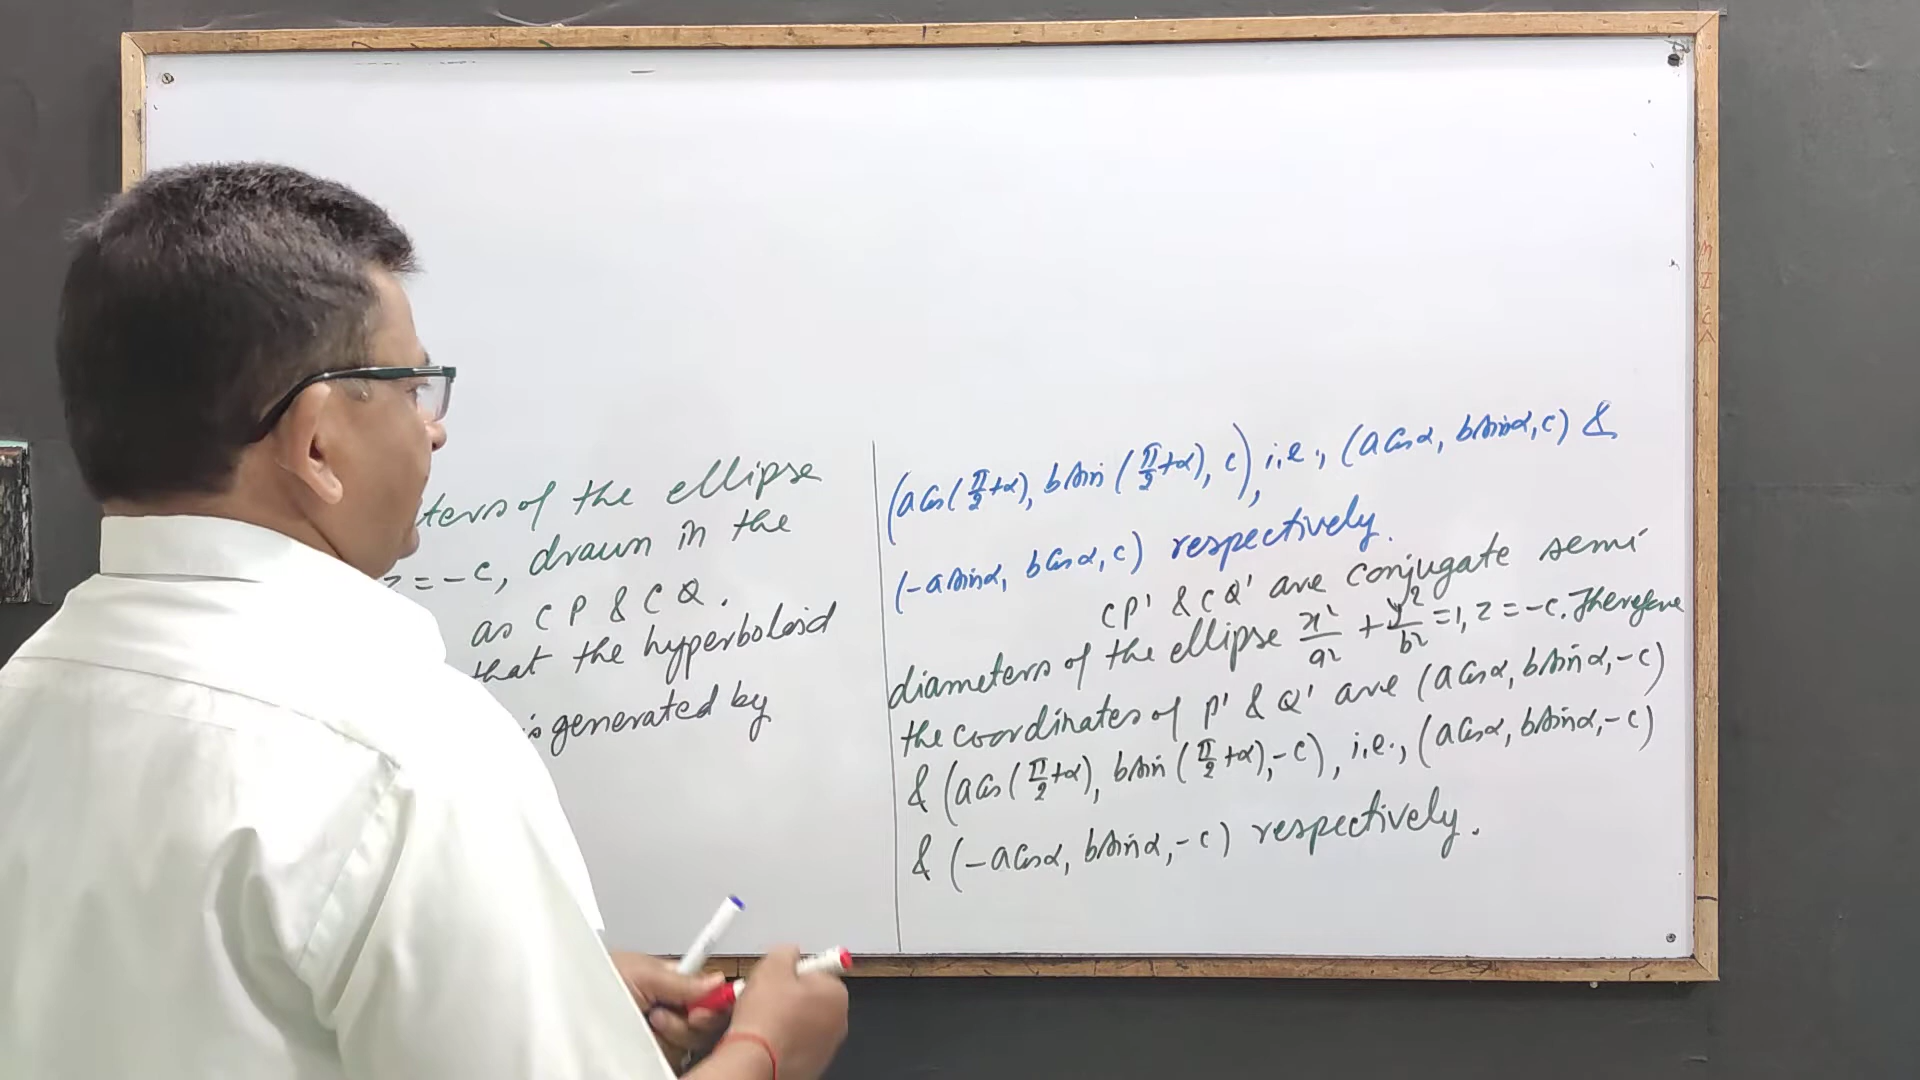 ters of the ellipse
z = -c, drawn in the
as CP & CQ.
that the hyperboloid
is generated by
(a cos(π/2+α), b sin(π/2+α), c), i.e., (a cosα, b sinα, c) &
(-a sinα, b cosα, c) respectively.
CP' & CQ' are conjugate semi
diameters of the ellipse x²/a² + y²/b² = 1, z = -c. Therefore
the coordinates of P' & Q' are (a cosα, b sinα, -c)
& (a cos(π/2+α), b sin(π/2+α), -c), i.e., (a cosα, b sinα, -c)
& (-a cosα, b sinα, -c) respectively.